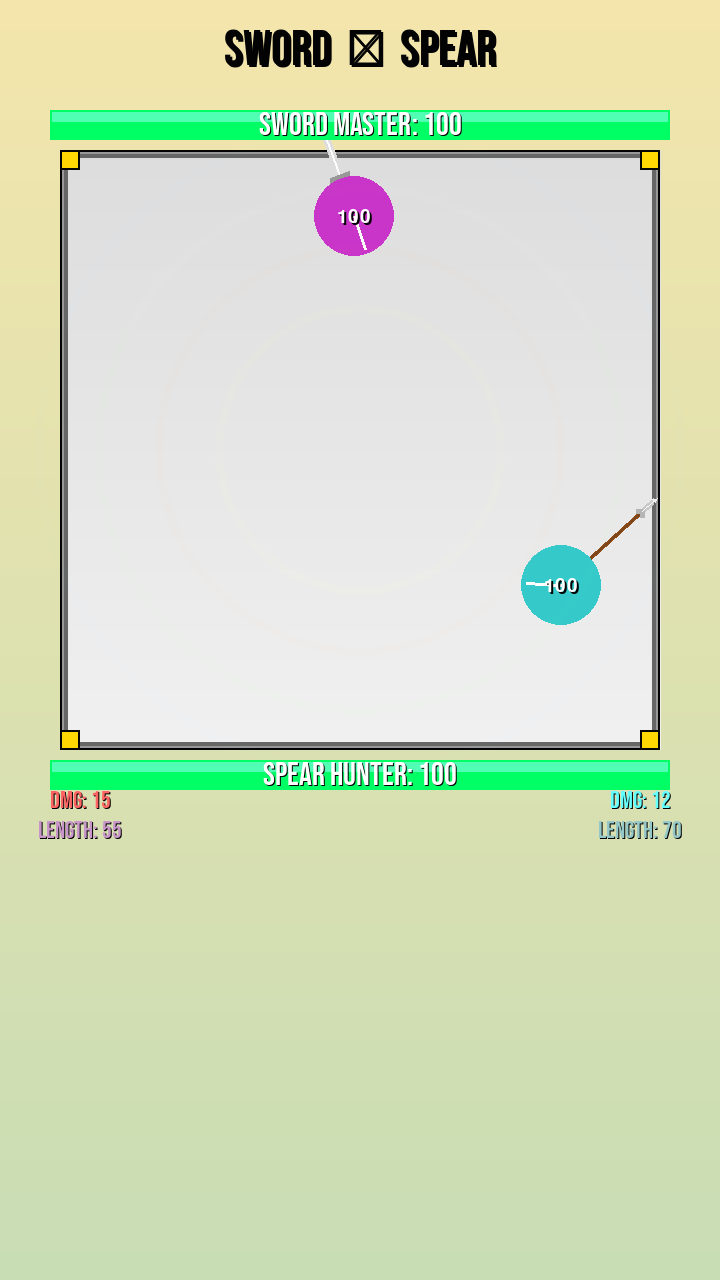 SWORD ☒ SPEAR
SWORD MASTER: 100
100
100
SPEAR HUNTER: 100
DMG: 15 DMG: 12
LENGTH: 55 LENGTH: 70